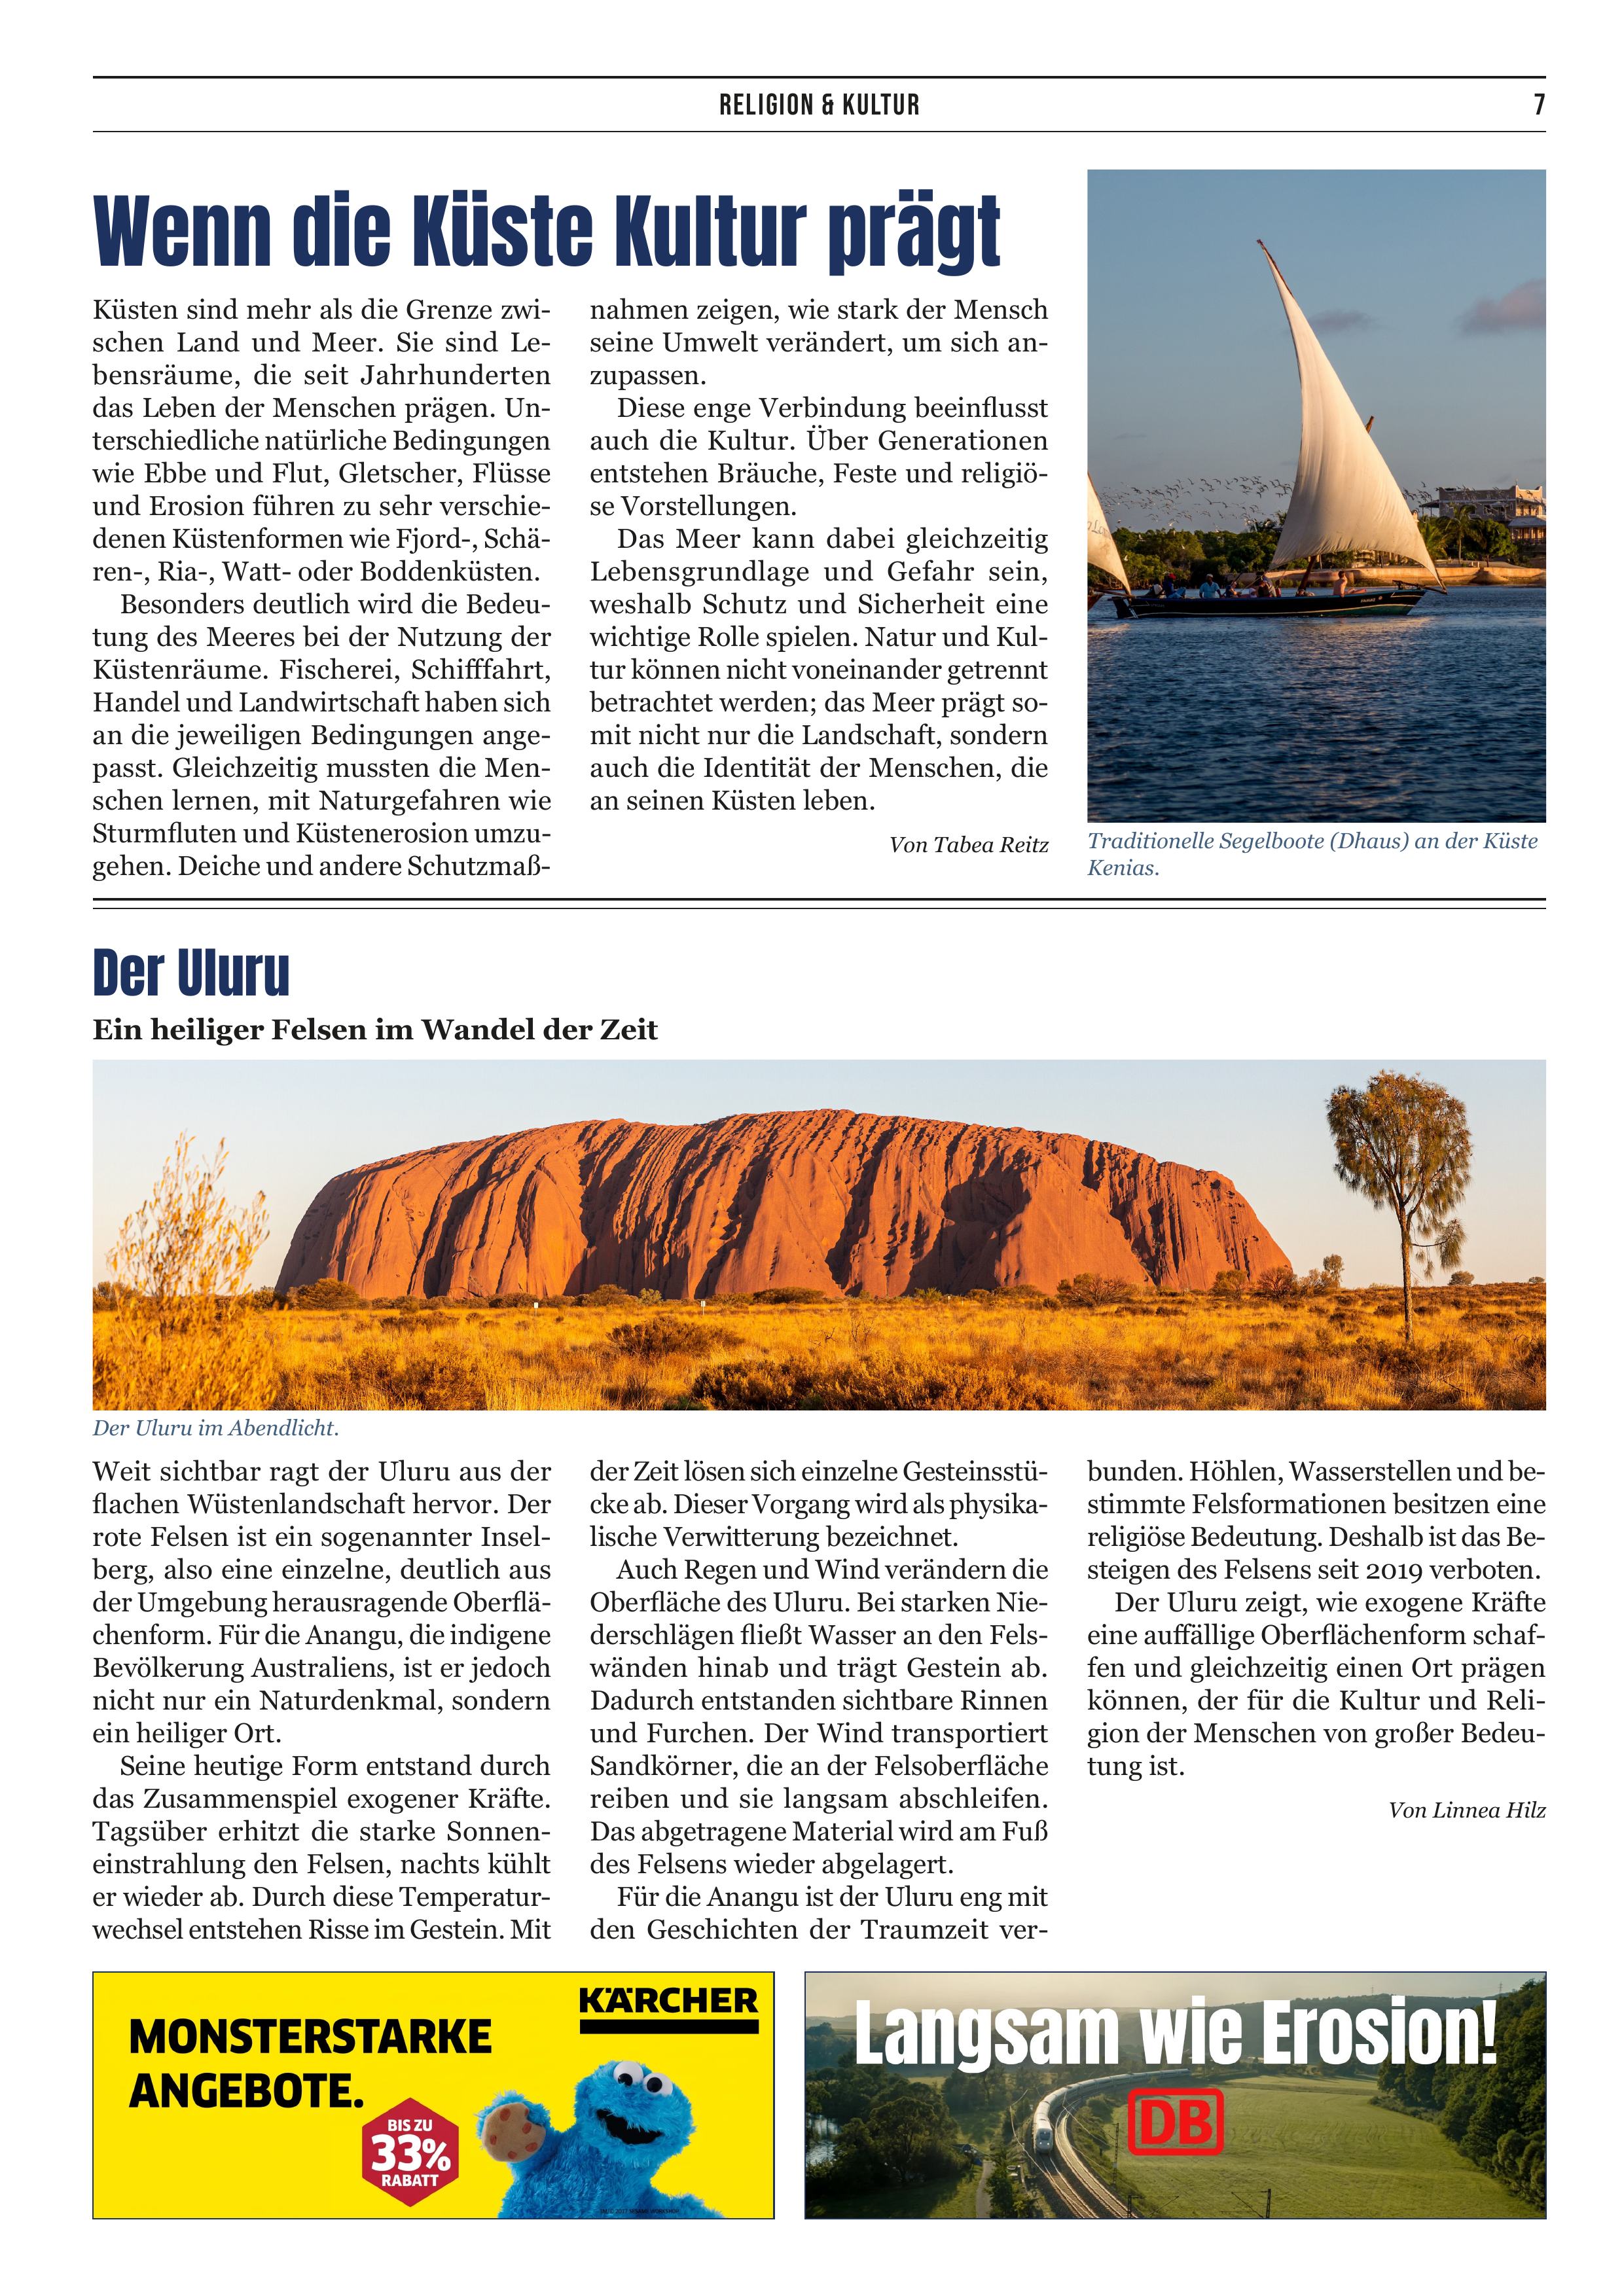 RELIGION & KULTUR
7
Wenn die Küste Kultur prägt
Küsten sind mehr als die Grenze zwi-
schen Land und Meer. Sie sind Le-
bensräume, die seit Jahrhunderten
das Leben der Menschen prägen. Un-
terschiedliche natürliche Bedingungen
wie Ebbe und Flut, Gletscher, Flüsse
und Erosion führen zu sehr verschie-
denen Küstenformen wie Fjord-, Schä-
ren-, Ria-, Watt- oder Boddenküsten.
Besonders deutlich wird die Bedeu-
tung des Meeres bei der Nutzung der
Küstenräume. Fischerei, Schifffahrt,
Handel und Landwirtschaft haben sich
an die jeweiligen Bedingungen ange-
passt. Gleichzeitig mussten die Men-
schen lernen, mit Naturgefahren wie
Sturmfluten und Küstenerosion umzu-
gehen. Deiche und andere Schutzmaß-
nahmen zeigen, wie stark der Mensch
seine Umwelt verändert, um sich an-
zupassen.
Diese enge Verbindung beeinflusst
auch die Kultur. Über Generationen
entstehen Bräuche, Feste und religiö-
se Vorstellungen.
Das Meer kann dabei gleichzeitig
Lebensgrundlage und Gefahr sein,
weshalb Schutz und Sicherheit eine
wichtige Rolle spielen. Natur und Kul-
tur können nicht voneinander getrennt
betrachtet werden; das Meer prägt so-
mit nicht nur die Landschaft, sondern
auch die Identität der Menschen, die
an seinen Küsten leben.
Von Tabea Reitz
Traditionelle Segelboote (Dhaus) an der Küste
Kenias.
Der Uluru
Ein heiliger Felsen im Wandel der Zeit
Der Uluru im Abendlicht.
Weit sichtbar ragt der Uluru aus der
flachen Wüstenlandschaft hervor. Der
rote Felsen ist ein sogenannter Insel-
berg, also eine einzelne, deutlich aus
der Umgebung herausragende Oberflä-
chenform. Für die Anangu, die indigene
Bevölkerung Australiens, ist er jedoch
nicht nur ein Naturdenkmal, sondern
ein heiliger Ort.
Seine heutige Form entstand durch
das Zusammenspiel exogener Kräfte.
Tagsüber erhitzt die starke Sonnen-
einstrahlung den Felsen, nachts kühlt
er wieder ab. Durch diese Temperatur-
wechsel entstehen Risse im Gestein. Mit
der Zeit lösen sich einzelne Gesteinsstü-
cke ab. Dieser Vorgang wird als physika-
lische Verwitterung bezeichnet.
Auch Regen und Wind verändern die
Oberfläche des Uluru. Bei starken Nie-
derschlägen fließt Wasser an den Fels-
wänden hinab und trägt Gestein ab.
Dadurch entstanden sichtbare Rinnen
und Furchen. Der Wind transportiert
Sandkörner, die an der Felsoberfläche
reiben und sie langsam abschleifen.
Das abgetragene Material wird am Fuß
des Felsens wieder abgelagert.
Für die Anangu ist der Uluru eng mit
den Geschichten der Traumzeit ver-
bunden. Höhlen, Wasserstellen und be-
stimmte Felsformationen besitzen eine
religiöse Bedeutung. Deshalb ist das Be-
steigen des Felsens seit 2019 verboten.
Der Uluru zeigt, wie exogene Kräfte
eine auffällige Oberflächenform schaf-
fen und gleichzeitig einen Ort prägen
können, der für die Kultur und Reli-
gion der Menschen von großer Bedeu-
tung ist.
Von Linnea Hilz
KÄRCHER
MONSTERSTARKE
ANGEBOTE.
BIS ZU
33%
RABATT
Langsam wie Erosion!
DB